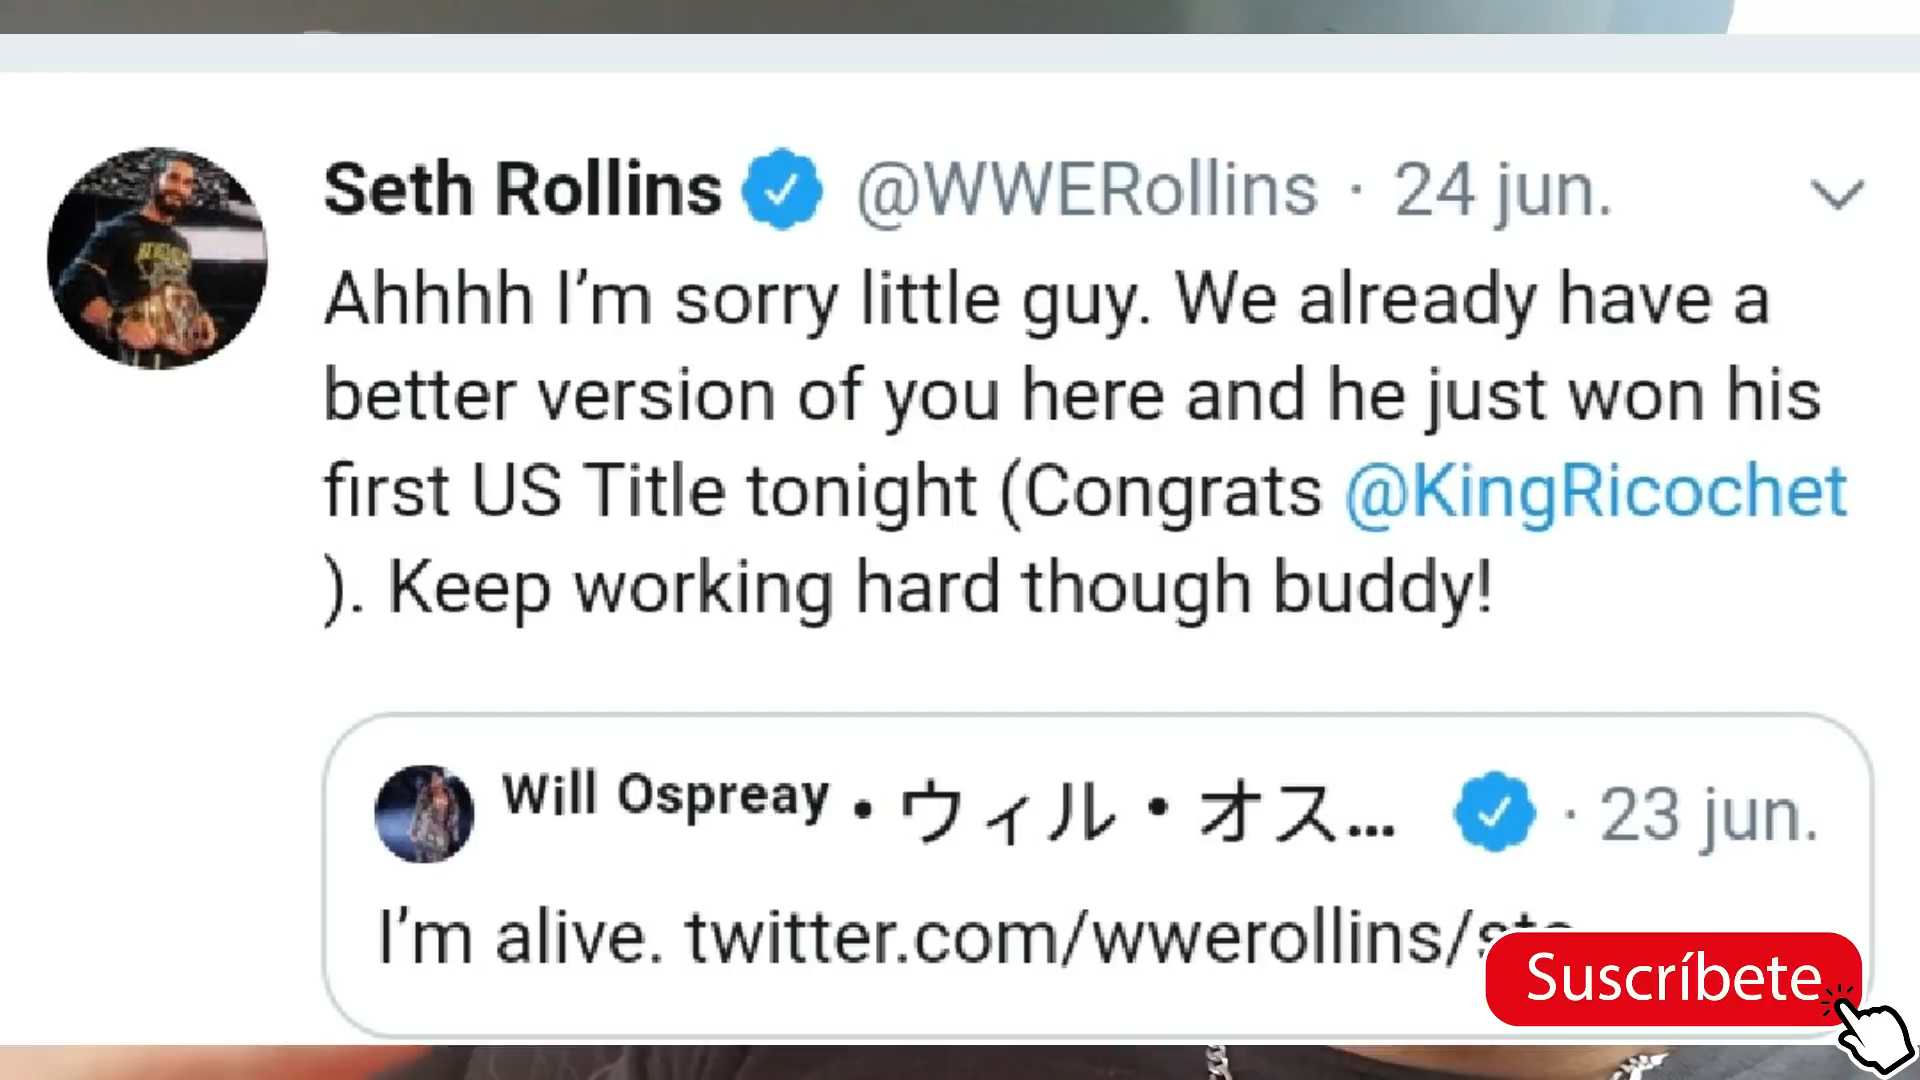 Seth Rollins @WWERollins · 24 jun.
Ahhhh I’m sorry little guy. We already have a
better version of you here and he just won his
first US Title tonight (Congrats @KingRicochet
). Keep working hard though buddy!
Will Ospreay・ウィル・オス... · 23 jun.
I’m alive. twitter.com/wwerollins/
Suscríbete